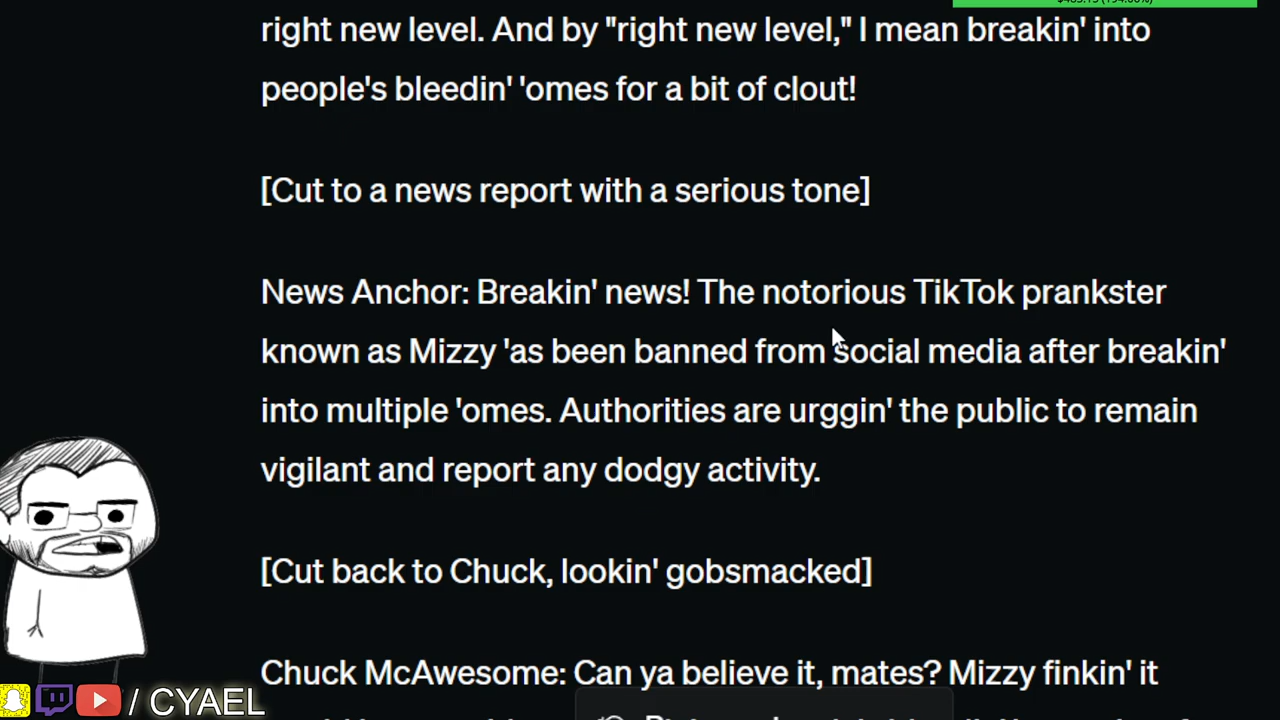 $485.15 (194.06%)
right new level. And by "right new level," I mean breakin' into
people's bleedin' 'omes for a bit of clout!
[Cut to a news report with a serious tone]
News Anchor: Breakin' news! The notorious TikTok prankster
known as Mizzy 'as been banned from social media after breakin'
into multiple 'omes. Authorities are urggin' the public to remain
vigilant and report any dodgy activity.
[Cut back to Chuck, lookin' gobsmacked]
Chuck McAwesome: Can ya believe it, mates? Mizzy finkin' it
/ CYAEL